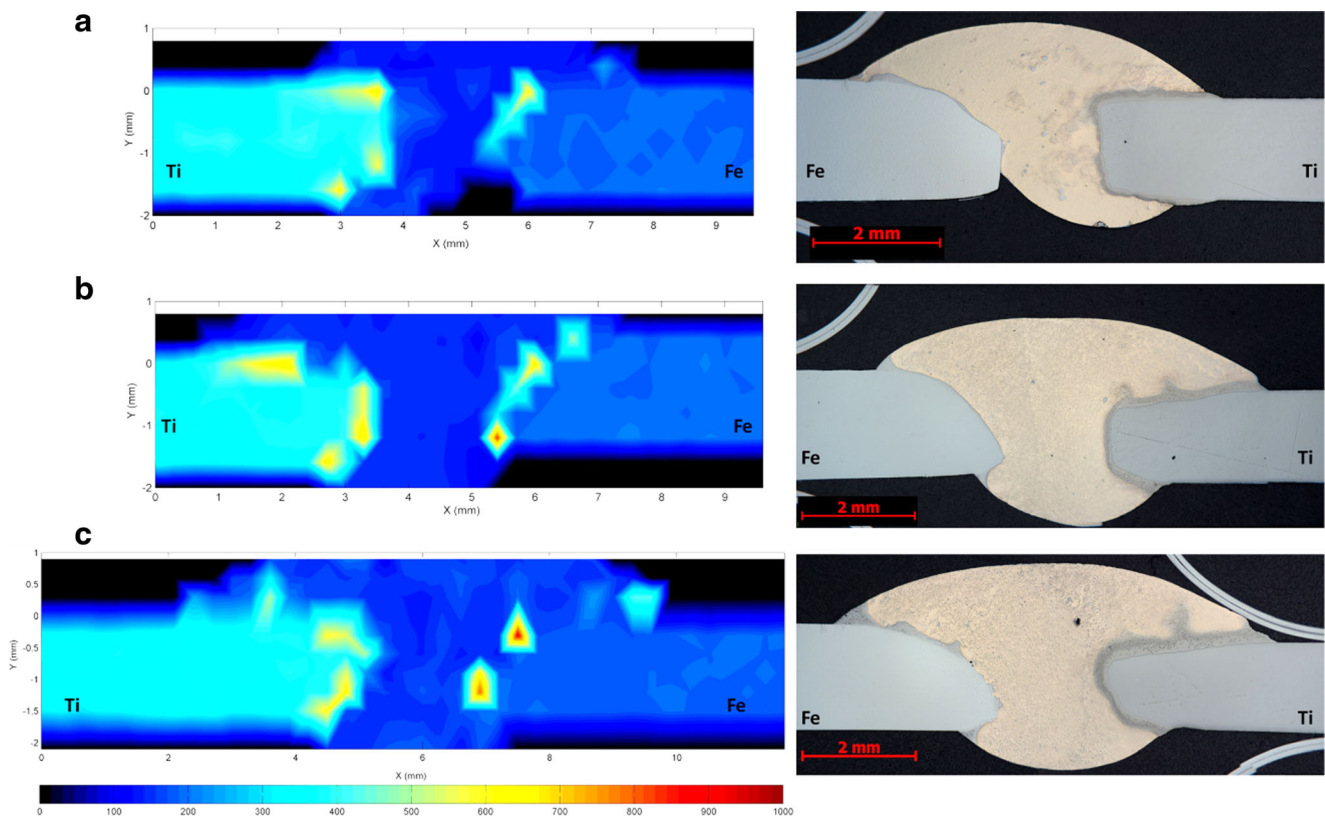 a
1
0
-1
-2
Y (mm)
Ti
Fe
0 1 2 3 4 5 6 7 8 9
X (mm)
Fe
Ti
2 mm
b
1
0
-1
-2
Y (mm)
Ti
Fe
0 1 2 3 4 5 6 7 8 9
X (mm)
Fe
Ti
2 mm
c
1
0.5
0
-0.5
-1
-1.5
-2
Y (mm)
Ti
Fe
0 2 4 6 8 10
X (mm)
Fe
Ti
2 mm
0 100 200 300 400 500 600 700 800 900 1000